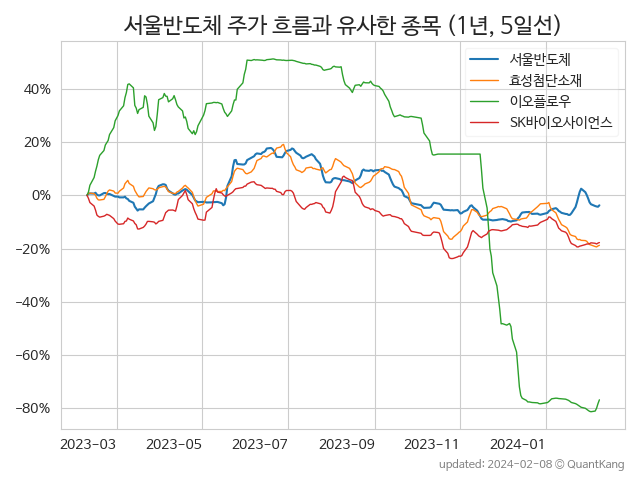 서울반도체 주가 흐름과 유사한 종목 (1년, 5일선)
서울반도체
효성첨단소재
이오플로우
SK바이오사이언스
40%
20%
0%
−20%
−40%
−60%
−80%
2023-03 2023-05 2023-07 2023-09 2023-11 2024-01
updated: 2024-02-08 © QuantKang